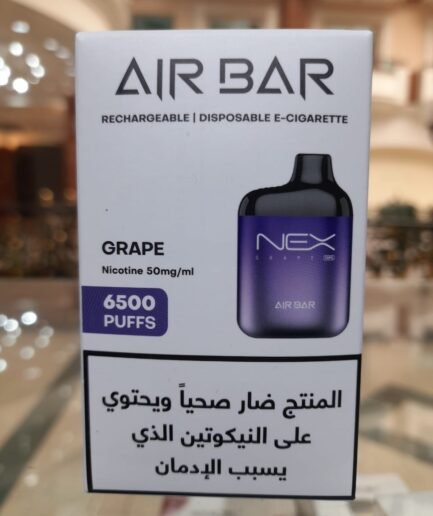 AIR BAR
RECHARGEABLE | DISPOSABLE E-CIGARETTE
NEX
GRAPE
AIR BAR
GRAPE
Nicotine 50mg/ml
6500
PUFFS
المنتج ضار صحياً ويحتوي
على النيكوتين الذي
يسبب الإدمان